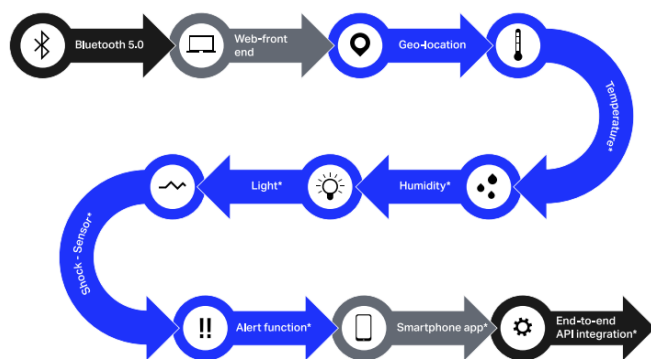 Bluetooth 5.0
Web-front
end
Geo-location
Temperature*
Humidity*
Light*
Shock - Sensor*
!!
Alert function*
Smartphone app*
End-to-end
API integration*